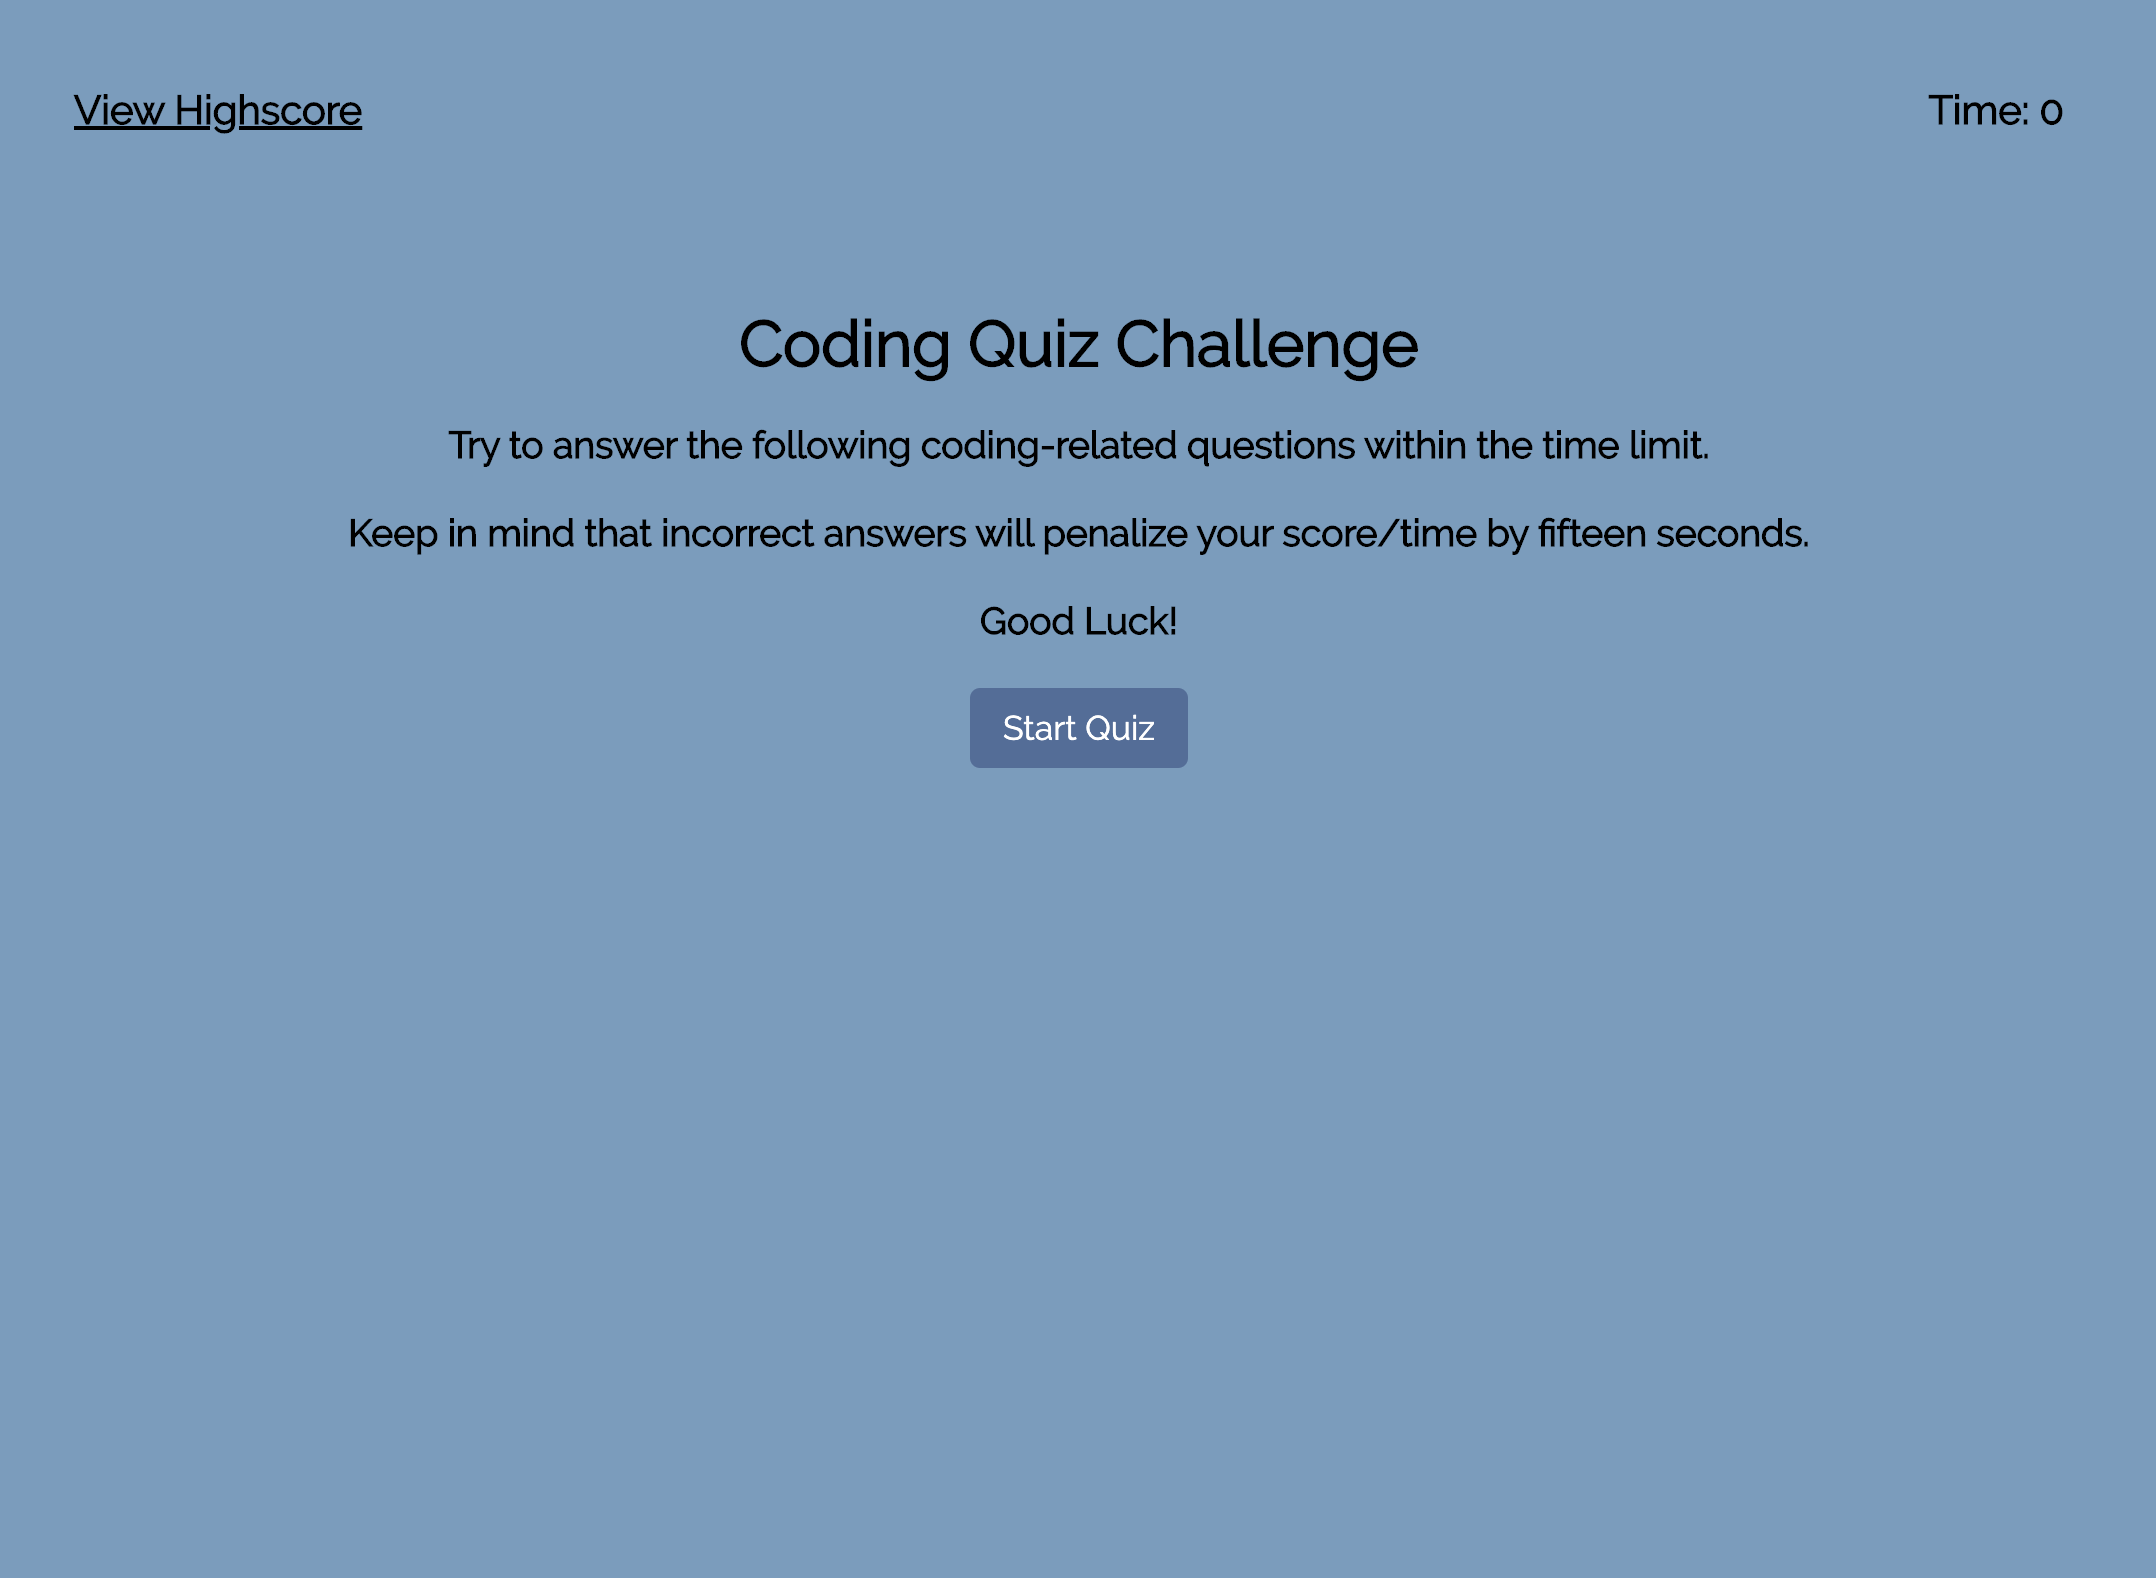 View Highscore
Time: 0
Coding Quiz Challenge
Try to answer the following coding-related questions within the time limit.
Keep in mind that incorrect answers will penalize your score/time by fifteen seconds.
Good Luck!
Start Quiz